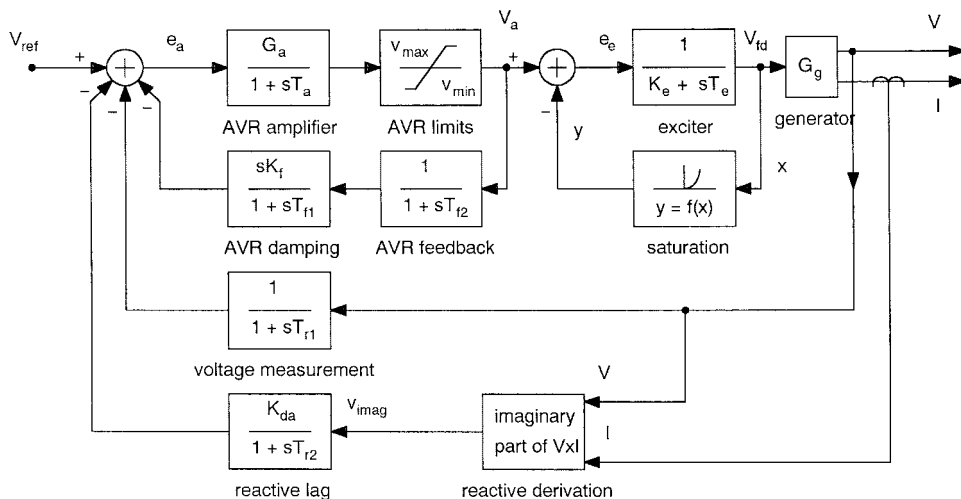 V_ref
+
−
−
−
+
e_a
G_a
1 + sT_a
AVR amplifier
v_max
v_min
AVR limits
V_a
+
−
+
e_e
1
K_e + sT_e
exciter
V_fd
G_g
generator
V
I
y
x
sK_f
1 + sT_f1
AVR damping
1
1 + sT_f2
AVR feedback
y = f(x)
saturation
1
1 + sT_r1
voltage measurement
V
K_da
1 + sT_r2
reactive lag
v_imag
imaginary
part of VxI
reactive derivation
I